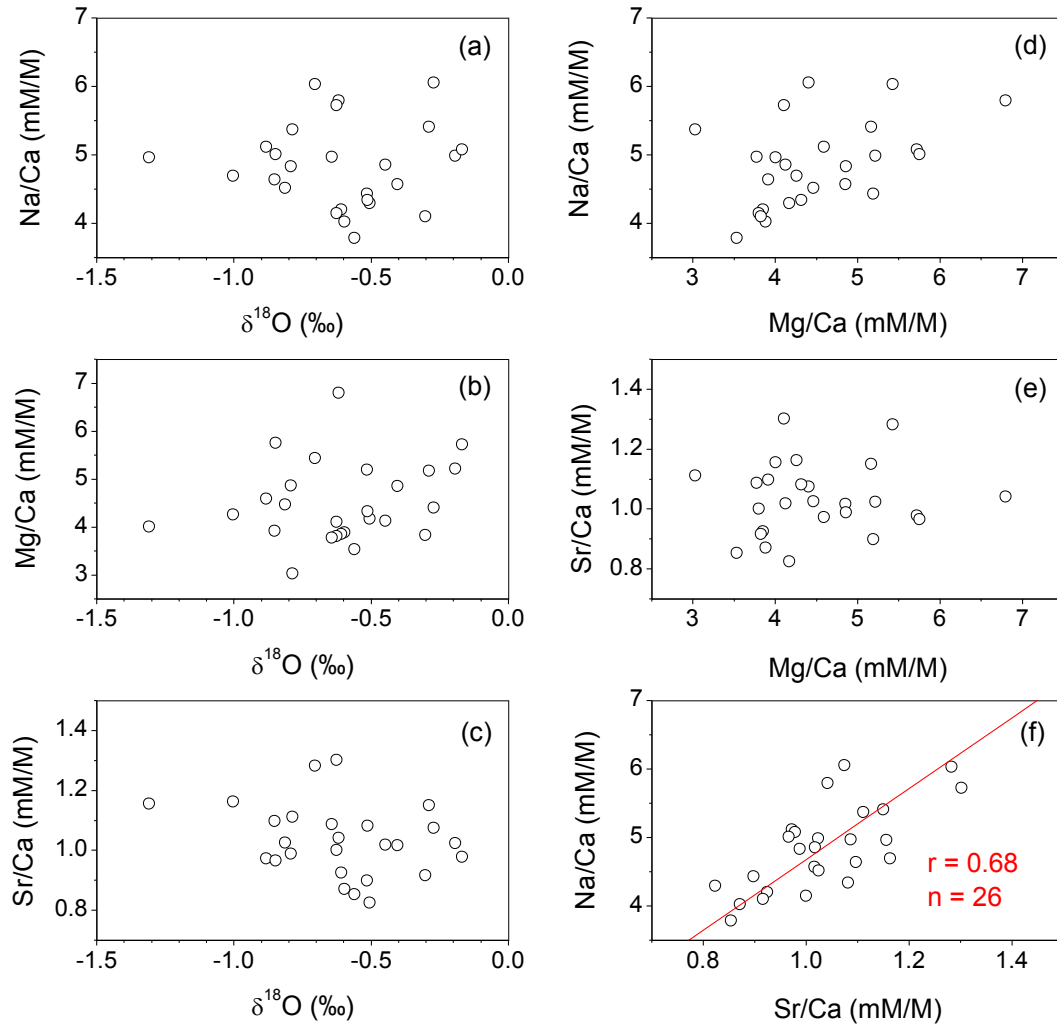 7
6
5
4
-1.5 -1.0 -0.5 0.0
Na/Ca (mM/M)
δ¹⁸O (‰)
(a)
7
6
5
4
3 4 5 6 7
Na/Ca (mM/M)
Mg/Ca (mM/M)
(d)
7
6
5
4
3
-1.5 -1.0 -0.5 0.0
Mg/Ca (mM/M)
δ¹⁸O (‰)
(b)
1.4
1.2
1.0
0.8
3 4 5 6 7
Sr/Ca (mM/M)
Mg/Ca (mM/M)
(e)
1.4
1.2
1.0
0.8
-1.5 -1.0 -0.5 0.0
Sr/Ca (mM/M)
δ¹⁸O (‰)
(c)
7
6
5
4
0.8 1.0 1.2 1.4
Na/Ca (mM/M)
Sr/Ca (mM/M)
(f)
r = 0.68
n = 26